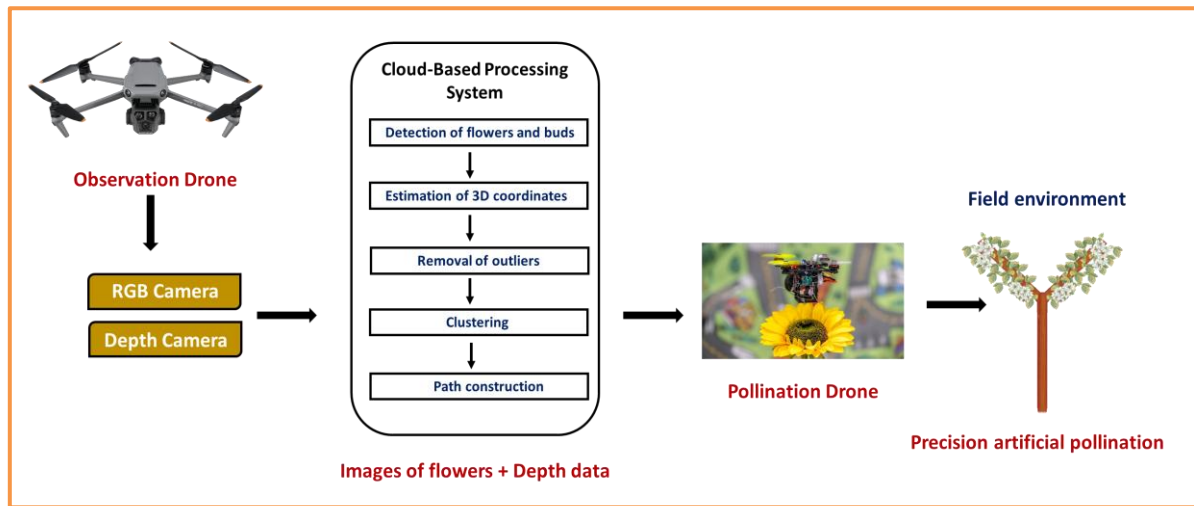 Observation Drone
RGB Camera
Depth Camera
Cloud-Based Processing
System
Detection of flowers and buds
Estimation of 3D coordinates
Removal of outliers
Clustering
Path construction
Images of flowers + Depth data
Pollination Drone
Field environment
Precision artificial pollination